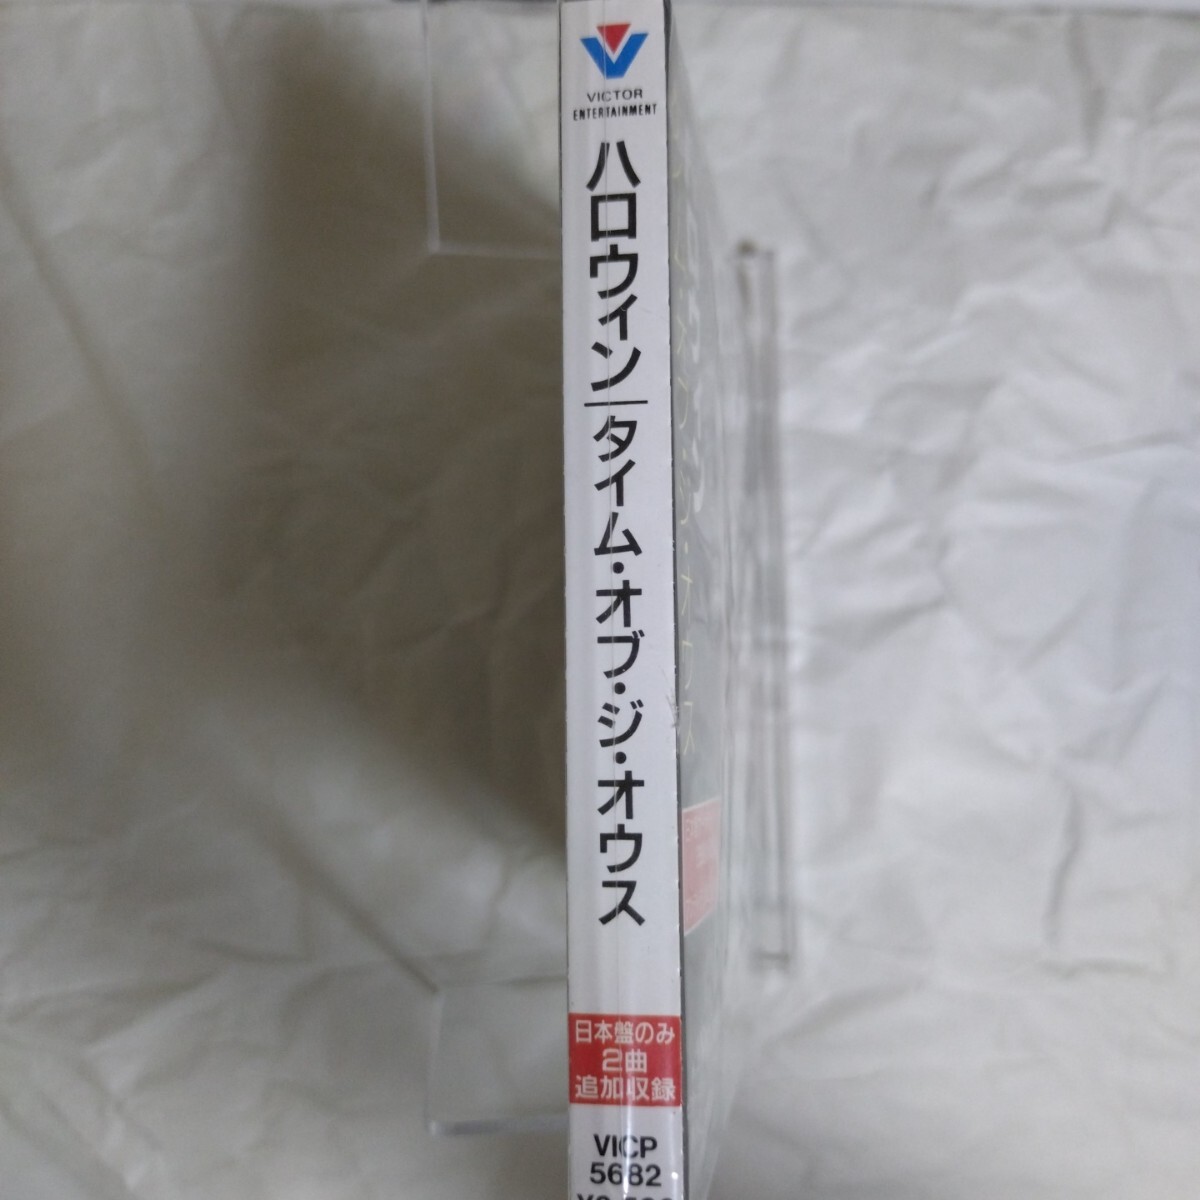 VICTOR
ENTERTAINMENT
ハロウィン|タイム・オブ・ジ・オウス
日本盤のみ
2曲
追加収録
VICP
5682